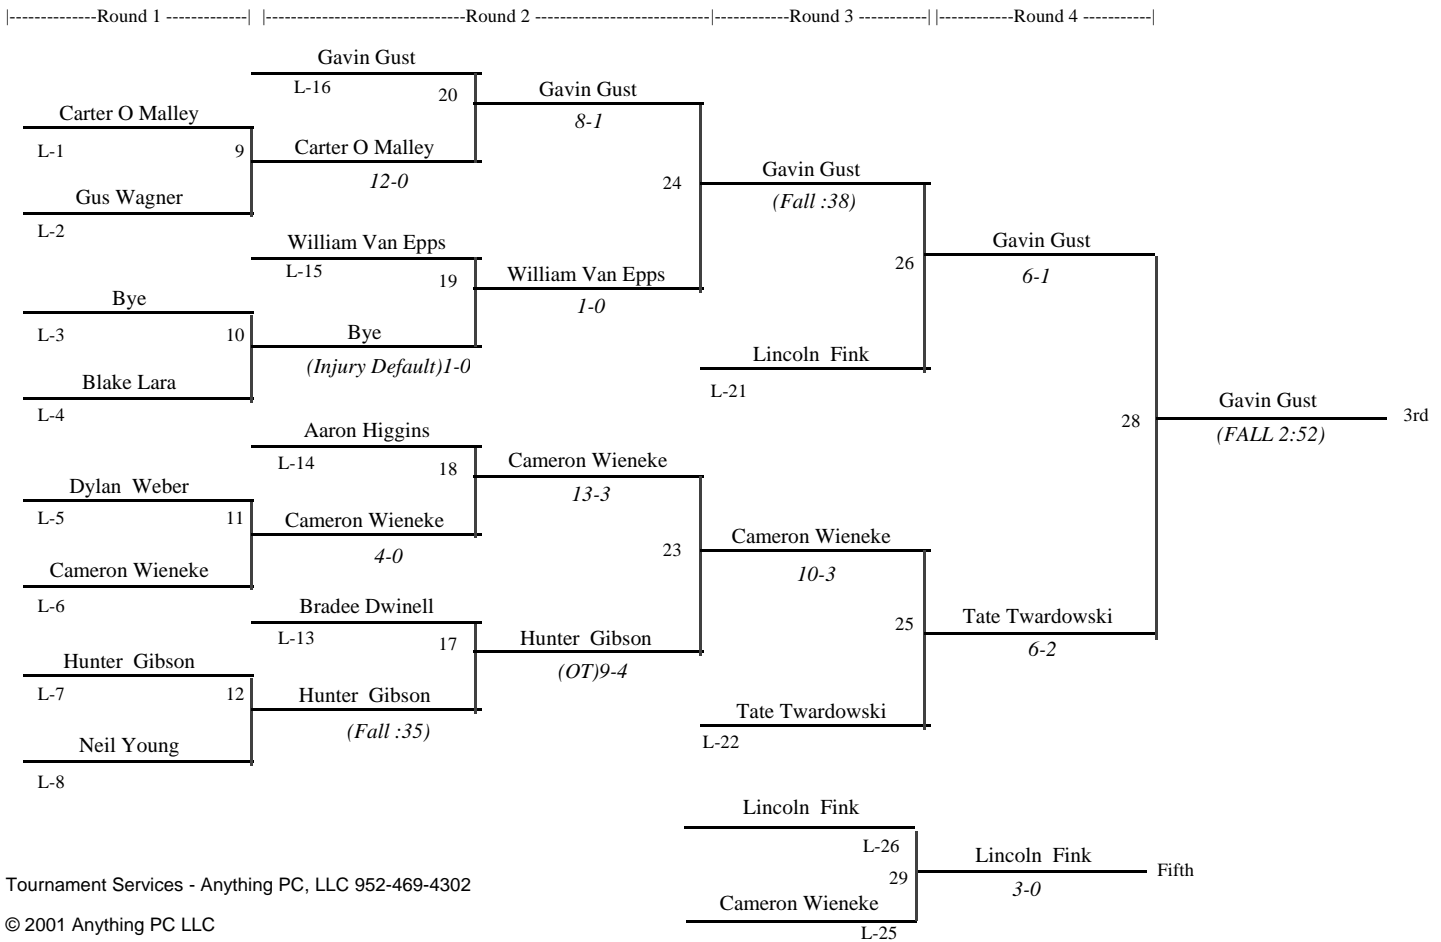 |--------------Round 1 -------------| |--------------------------------Round 2 ----------------------------|------------Round 3 -----------| |------------Round 4 -----------|
Gavin Gust
L-16
20
Gavin Gust
8-1
Carter O Malley
L-1
9
Carter O Malley
12-0
Gus Wagner
L-2
24
Gavin Gust
(Fall :38)
William Van Epps
L-15
19
William Van Epps
1-0
Bye
L-3
10
Bye
(Injury Default)1-0
Blake Lara
L-4
26
Gavin Gust
6-1
Lincoln  Fink
L-21
Aaron Higgins
L-14
18
Cameron Wieneke
13-3
Dylan  Weber
L-5
11
Cameron Wieneke
4-0
Cameron Wieneke
L-6
23
Cameron Wieneke
10-3
28
Gavin Gust
(FALL 2:52)
3rd
Bradee Dwinell
L-13
17
Hunter  Gibson
(OT)9-4
Hunter  Gibson
L-7
12
Hunter  Gibson
(Fall :35)
Neil Young
L-8
25
Tate Twardowski
6-2
Tate Twardowski
L-22
Lincoln  Fink
L-26
29
Lincoln  Fink
3-0
Fifth
Cameron Wieneke
L-25
Tournament Services - Anything PC, LLC 952-469-4302
© 2001 Anything PC LLC